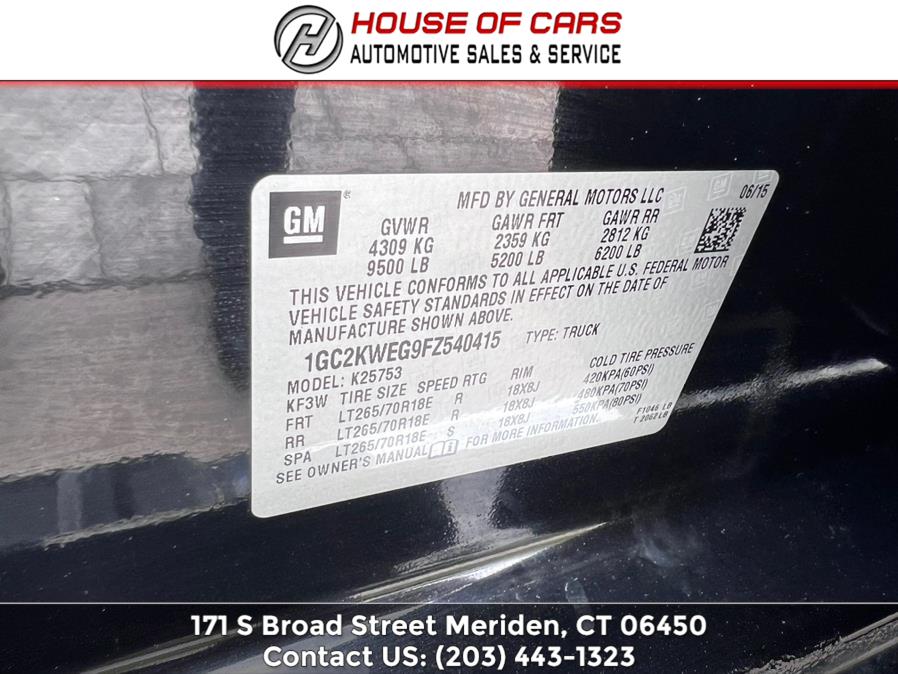 HOUSE OF CARS
AUTOMOTIVE SALES & SERVICE
GM
MFD BY GENERAL MOTORS LLC 06/15
GVWR GAWR FRT GAWR RR
4309 KG 2359 KG 2812 KG
9500 LB 5200 LB 6200 LB
THIS VEHICLE CONFORMS TO ALL APPLICABLE U.S. FEDERAL MOTOR
VEHICLE SAFETY STANDARDS IN EFFECT ON THE DATE OF
MANUFACTURE SHOWN ABOVE.
1GC2KWEG9FZ540415 TYPE: TRUCK
MODEL: K25753
KF3W TIRE SIZE SPEED RTG RIM COLD TIRE PRESSURE
FRT LT265/70R18E R 18X8J 420KPA(60PSI)
RR LT265/70R18E R 18X8J 480KPA(70PSI)
SPA LT265/70R18E S 18X8J 550KPA(80PSI)
SEE OWNER'S MANUAL FOR MORE INFORMATION.
F1046 LB
T 2062 LB
171 S Broad Street Meriden, CT 06450
Contact US: (203) 443-1323